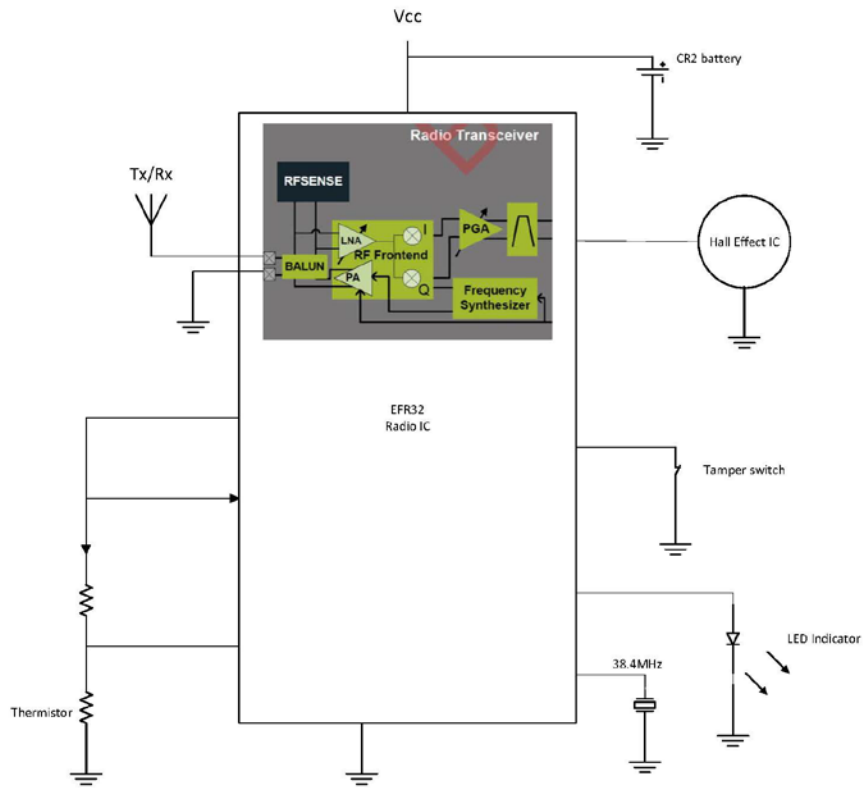 Vcc
CR2 battery
Radio Transceiver
Tx/Rx
RFSENSE
LNA
I
PGA
RF Frontend
BALUN
PA
Q
Frequency
Synthesizer
Hall Effect IC
EFR32
Radio IC
Tamper switch
LED Indicator
38.4MHz
Thermistor